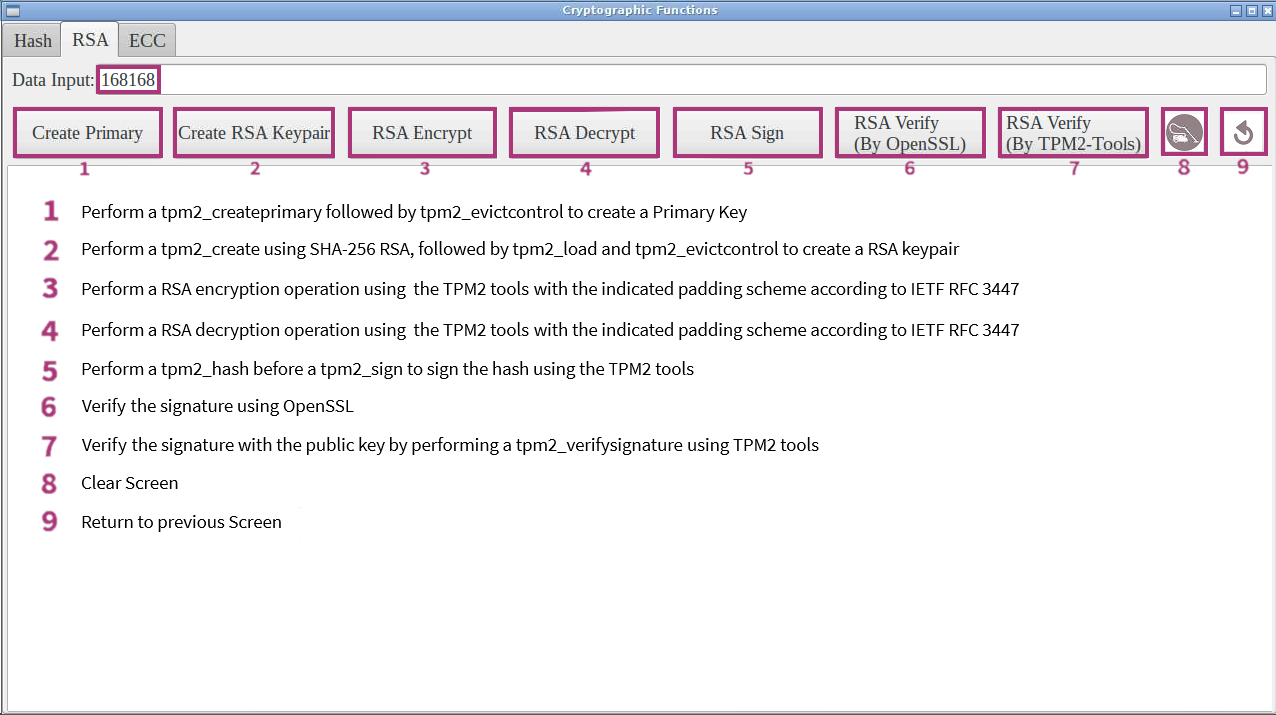 Cryptographic Functions
Hash RSA ECC
Data Input: 168168
Create Primary Create RSA Keypair RSA Encrypt RSA Decrypt RSA Sign RSA Verify (By OpenSSL) RSA Verify (By TPM2-Tools)
1 2 3 4 5 6 7 8 9
1 Perform a tpm2_createprimary followed by tpm2_evictcontrol to create a Primary Key
2 Perform a tpm2_create using SHA-256 RSA, followed by tpm2_load and tpm2_evictcontrol to create a RSA keypair
3 Perform a RSA encryption operation using  the TPM2 tools with the indicated padding scheme according to IETF RFC 3447
4 Perform a RSA decryption operation using  the TPM2 tools with the indicated padding scheme according to IETF RFC 3447
5 Perform a tpm2_hash before a tpm2_sign to sign the hash using the TPM2 tools
6 Verify the signature using OpenSSL
7 Verify the signature with the public key by performing a tpm2_verifysignature using TPM2 tools
8 Clear Screen
9 Return to previous Screen